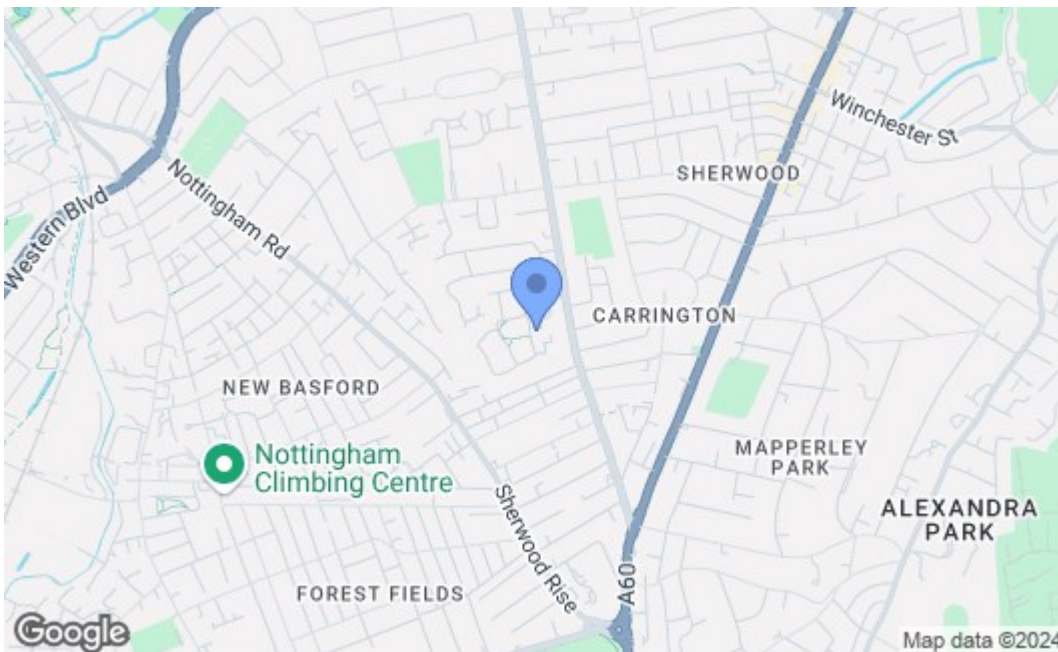 Winchester St
SHERWOOD
Nottingham Rd
Western Blvd
CARRINGTON
NEW BASFORD
Nottingham
Climbing Centre
MAPPERLEY
PARK
ALEXANDRA
PARK
Sherwood Rise
A60
FOREST FIELDS
Google
Map data ©2024